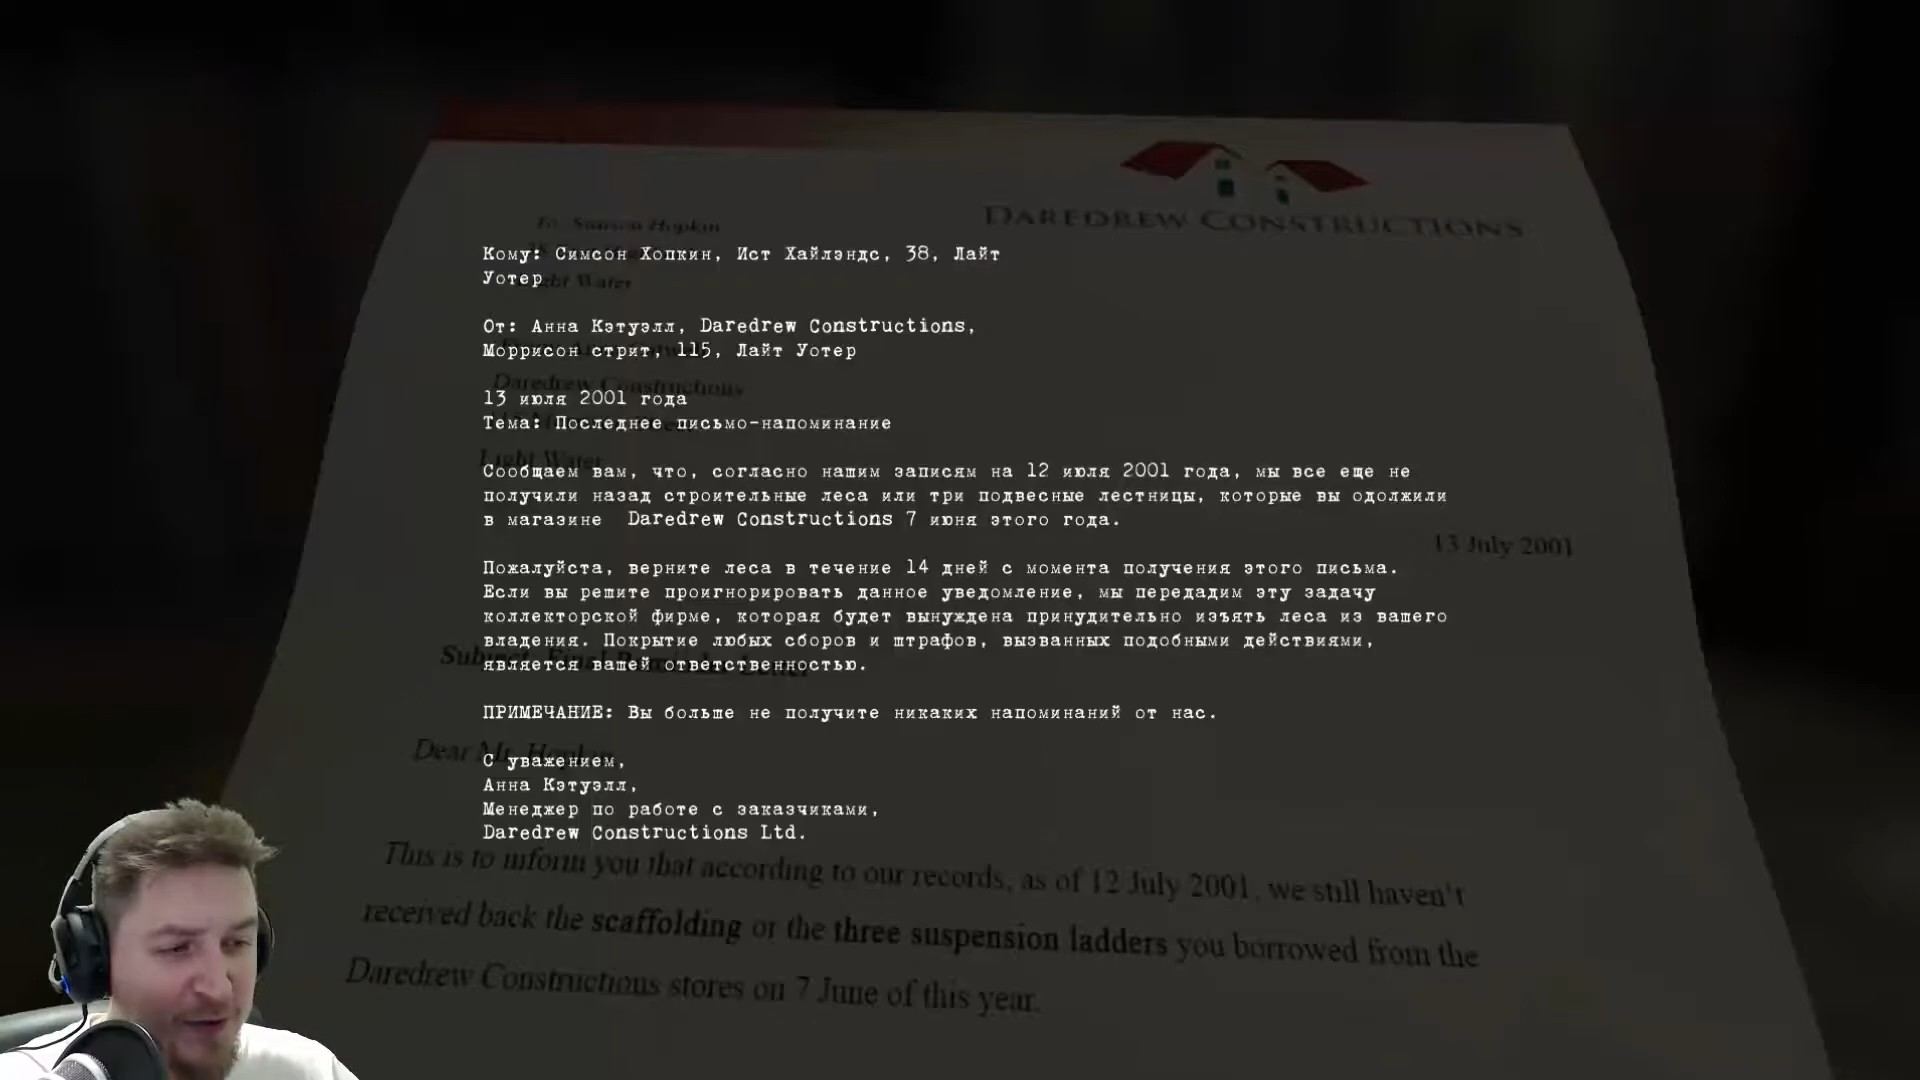 DAREDREW CONSTRUCTIONS
Кому: Симсон Хопкин, Ист Хайлэндс, 38, Лайт
Уотер
От: Анна Кэтуэлл, Daredrew Constructions,
Моррисон стрит, 115, Лайт Уотер
13 июля 2001 года
Тема: Последнее письмо-напоминание
Сообщаем вам, что, согласно нашим записям на 12 июля 2001 года, мы все еще не
получили назад строительные леса или три подвесные лестницы, которые вы одолжили
в магазине Daredrew Constructions 7 июня этого года.
13 July 2001
Пожалуйста, верните леса в течение 14 дней с момента получения этого письма.
Если вы решите проигнорировать данное уведомление, мы передадим эту задачу
коллекторской фирме, которая будет вынуждена принудительно изъять леса из вашего
владения. Покрытие любых сборов и штрафов, вызванных подобными действиями,
является вашей ответственностью.
ПРИМЕЧАНИЕ: Вы больше не получите никаких напоминаний от нас.
Dear Mr. Hopkin,
С уважением,
Анна Кэтуэлл,
Менеджер по работе с заказчиками,
Daredrew Constructions Ltd.
This is to inform you that according to our records, as of 12 July 2001, we still haven't
received back the scaffolding or the three suspension ladders you borrowed from the
Daredrew Constructions stores on 7 June of this year.